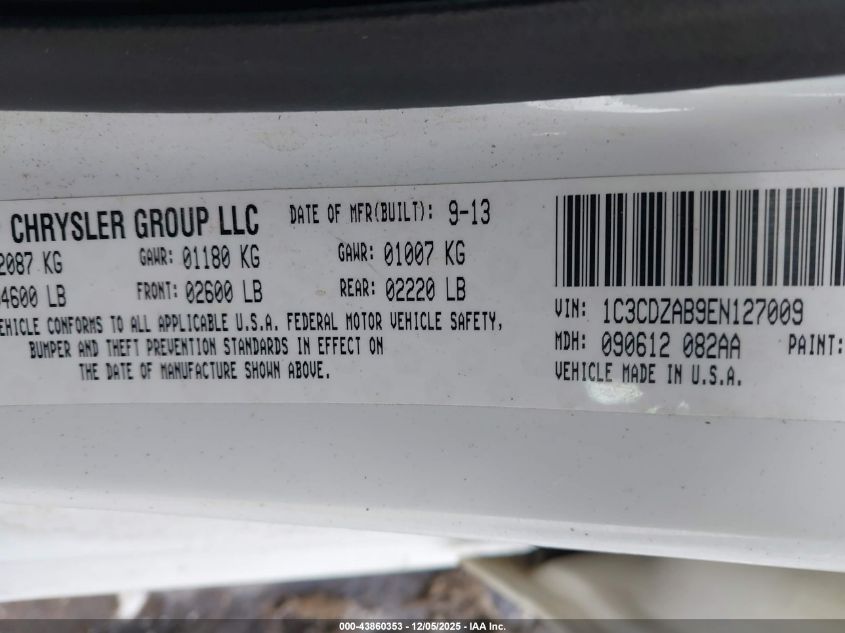 CHRYSLER GROUP LLC DATE OF MFR(BUILT): 9-13
2087 KG GAWR: 01180 KG GAWR: 01007 KG
4600 LB FRONT: 02600 LB REAR: 02220 LB
EHICLE CONFORMS TO ALL APPLICABLE U.S.A. FEDERAL MOTOR VEHICLE SAFETY,
BUMPER AND THEFT PREVENTION STANDARDS IN EFFECT ON
THE DATE OF MANUFACTURE SHOWN ABOVE.
VIN: 1C3CDZAB9EN127009
MDH: 090612 082AA PAINT:
VEHICLE MADE IN U.S.A.
000-43860353 - 12/05/2025 - IAA Inc.